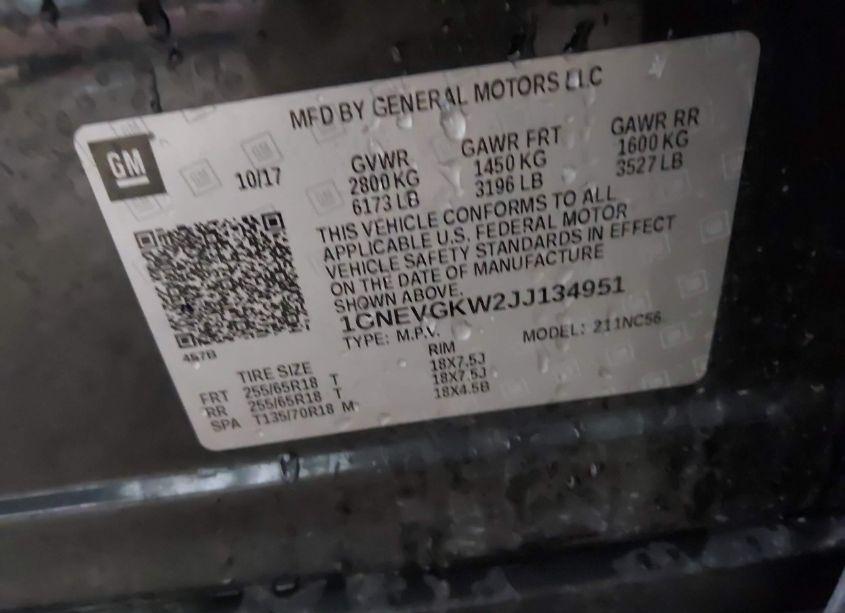 MFD BY GENERAL MOTORS LLC
GM
10/17
GVWR GAWR FRT GAWR RR
2800 KG 1450 KG 1600 KG
6173 LB 3196 LB 3527 LB
THIS VEHICLE CONFORMS TO ALL
APPLICABLE U.S. FEDERAL MOTOR
VEHICLE SAFETY STANDARDS IN EFFECT
ON THE DATE OF MANUFACTURE
SHOWN ABOVE.
1GNEVGKW2JJ134951
TYPE: M.P.V. MODEL: 211NC56
457B
TIRE SIZE RIM
FRT 255/65R18 T 18X7.5J
RR 255/65R18 T 18X7.5J
SPA T135/70R18 M 18X4.5B